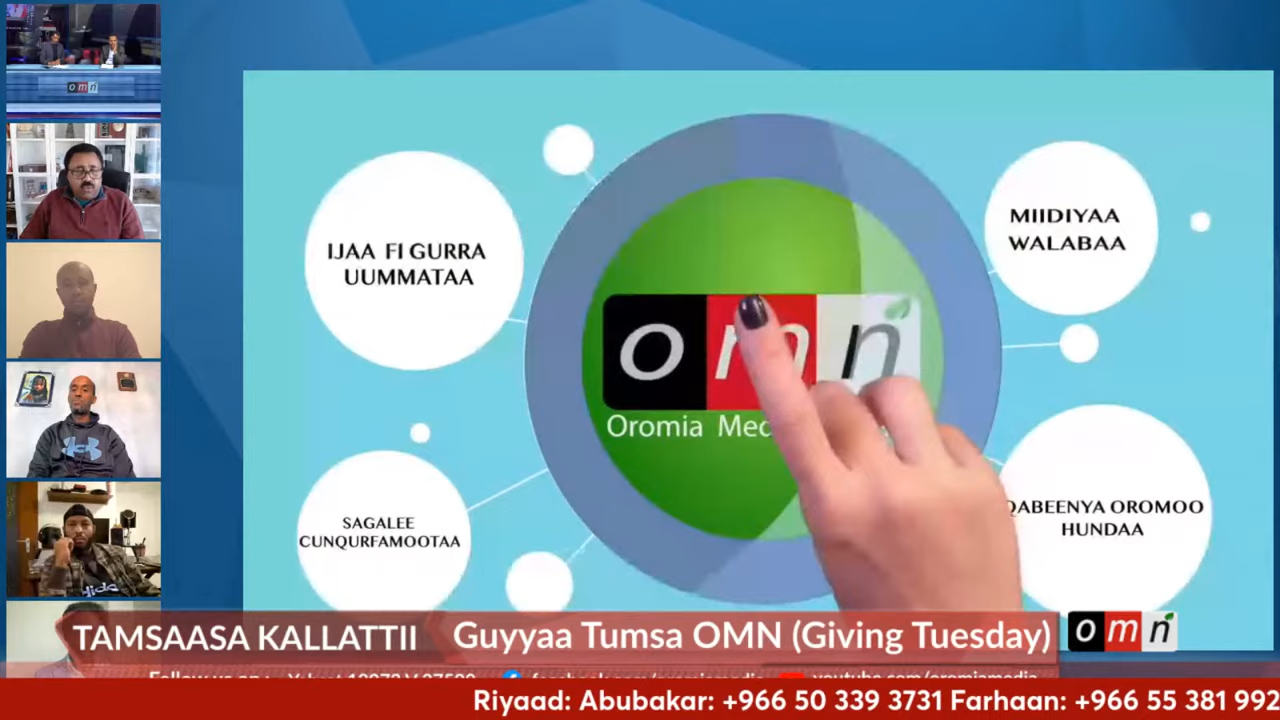 omn
IJAA FI GURRA
UUMMATAA
MIIDIYAA
WALABAA
omn
Oromia Med
SAGALEE
CUNQURFAMOOTAA
QABEENYA OROMOO
HUNDAA
TAMSAASA KALLATTII
Guyyaa Tumsa OMN (Giving Tuesday)
omn
Riyaad: Abubakar: +966 50 339 3731 Farhaan: +966 55 381 992